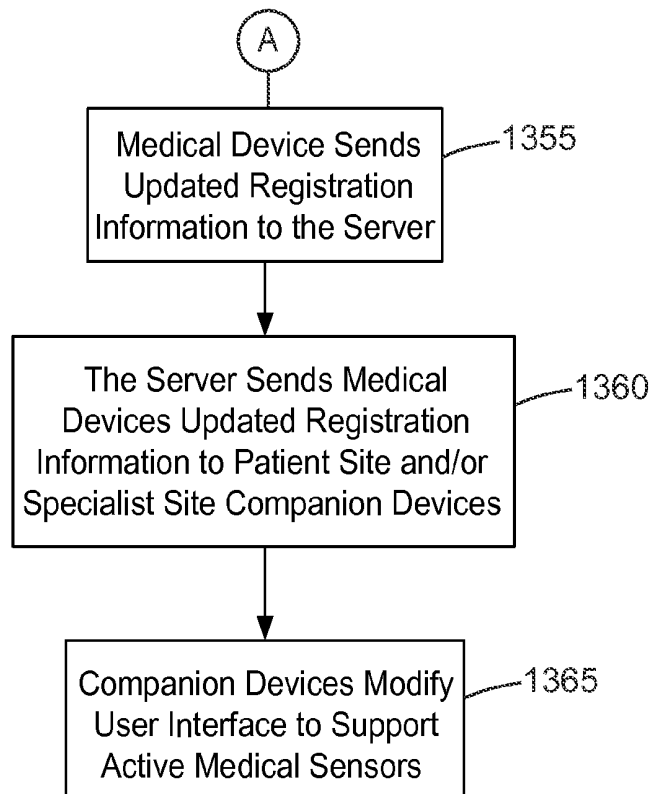 A
Medical Device Sends
Updated Registration
Information to the Server
1355
The Server Sends Medical
Devices Updated Registration
Information to Patient Site and/or
Specialist Site Companion Devices
1360
Companion Devices Modify
User Interface to Support
Active Medical Sensors
1365